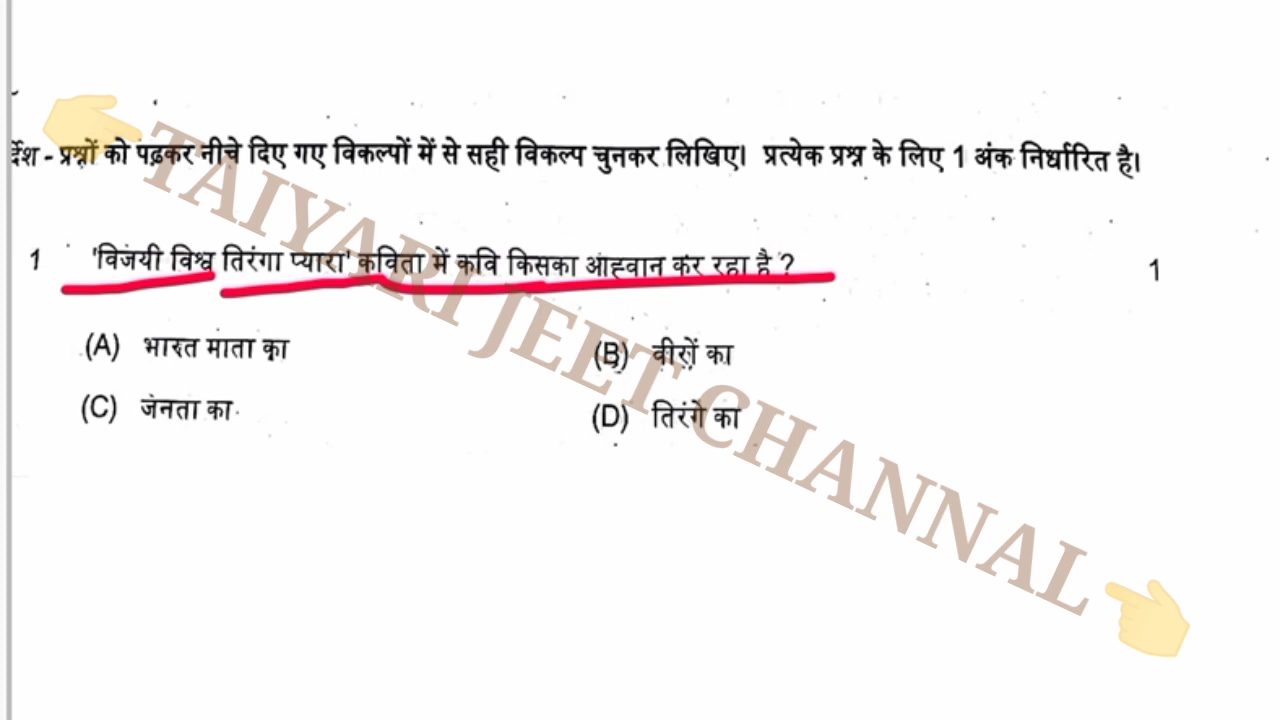 र्देश - प्रश्नों को पढ़कर नीचे दिए गए विकल्पों में से सही विकल्प चुनकर लिखिए। प्रत्येक प्रश्न के लिए 1 अंक निर्धारित है।
1 'विजयी विश्व तिरंगा प्यारा' कविता में कवि किसका आह्वान कर रहा है ? 1
(A) भारत माता का (B) वीरों का
(C) जनता का (D) तिरंगे का
TAIYARI JEET CHANNAL